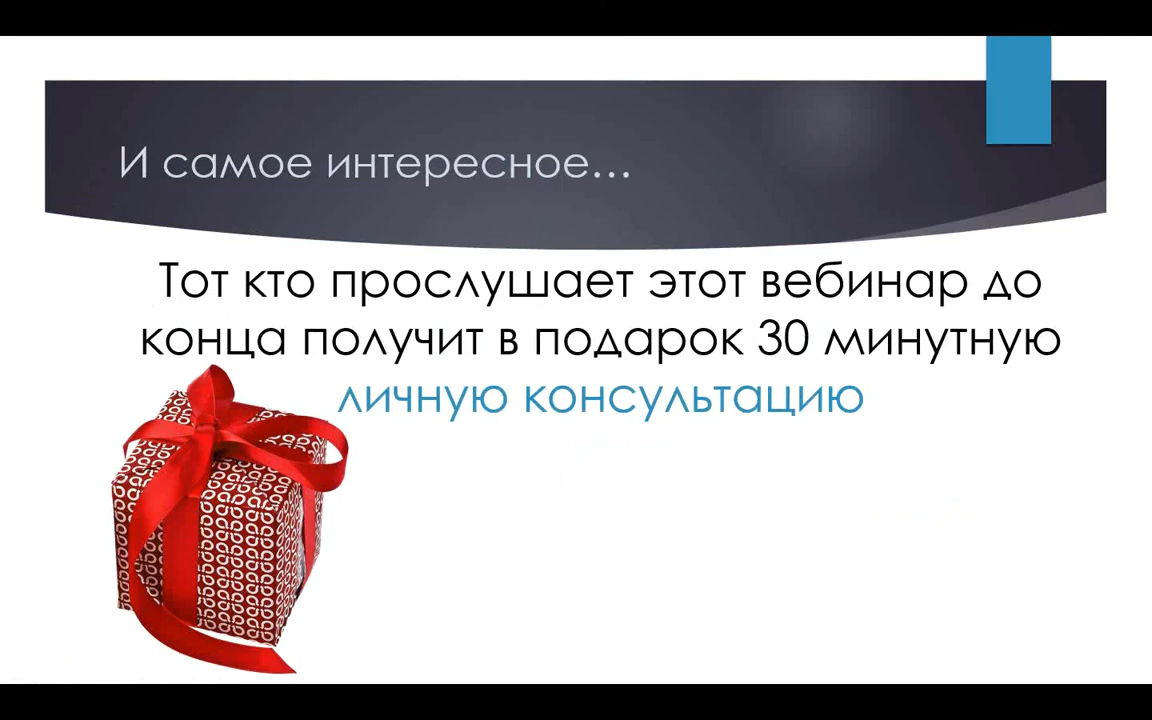 И самое интересное…
Тот кто прослушает этот вебинар до
конца получит в подарок 30 минутную
личную консультацию